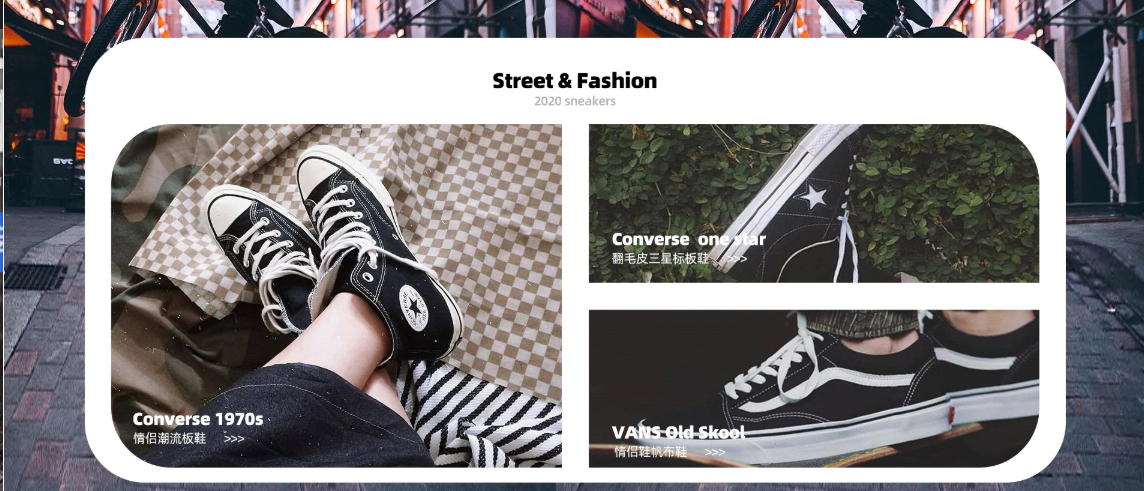 Street & Fashion
2020 sneakers
Converse 1970s
情侣潮流板鞋 >>>
Converse one star
翻毛皮三星标板鞋 >>>
VANS Old Skool
情侣鞋帆布鞋 >>>